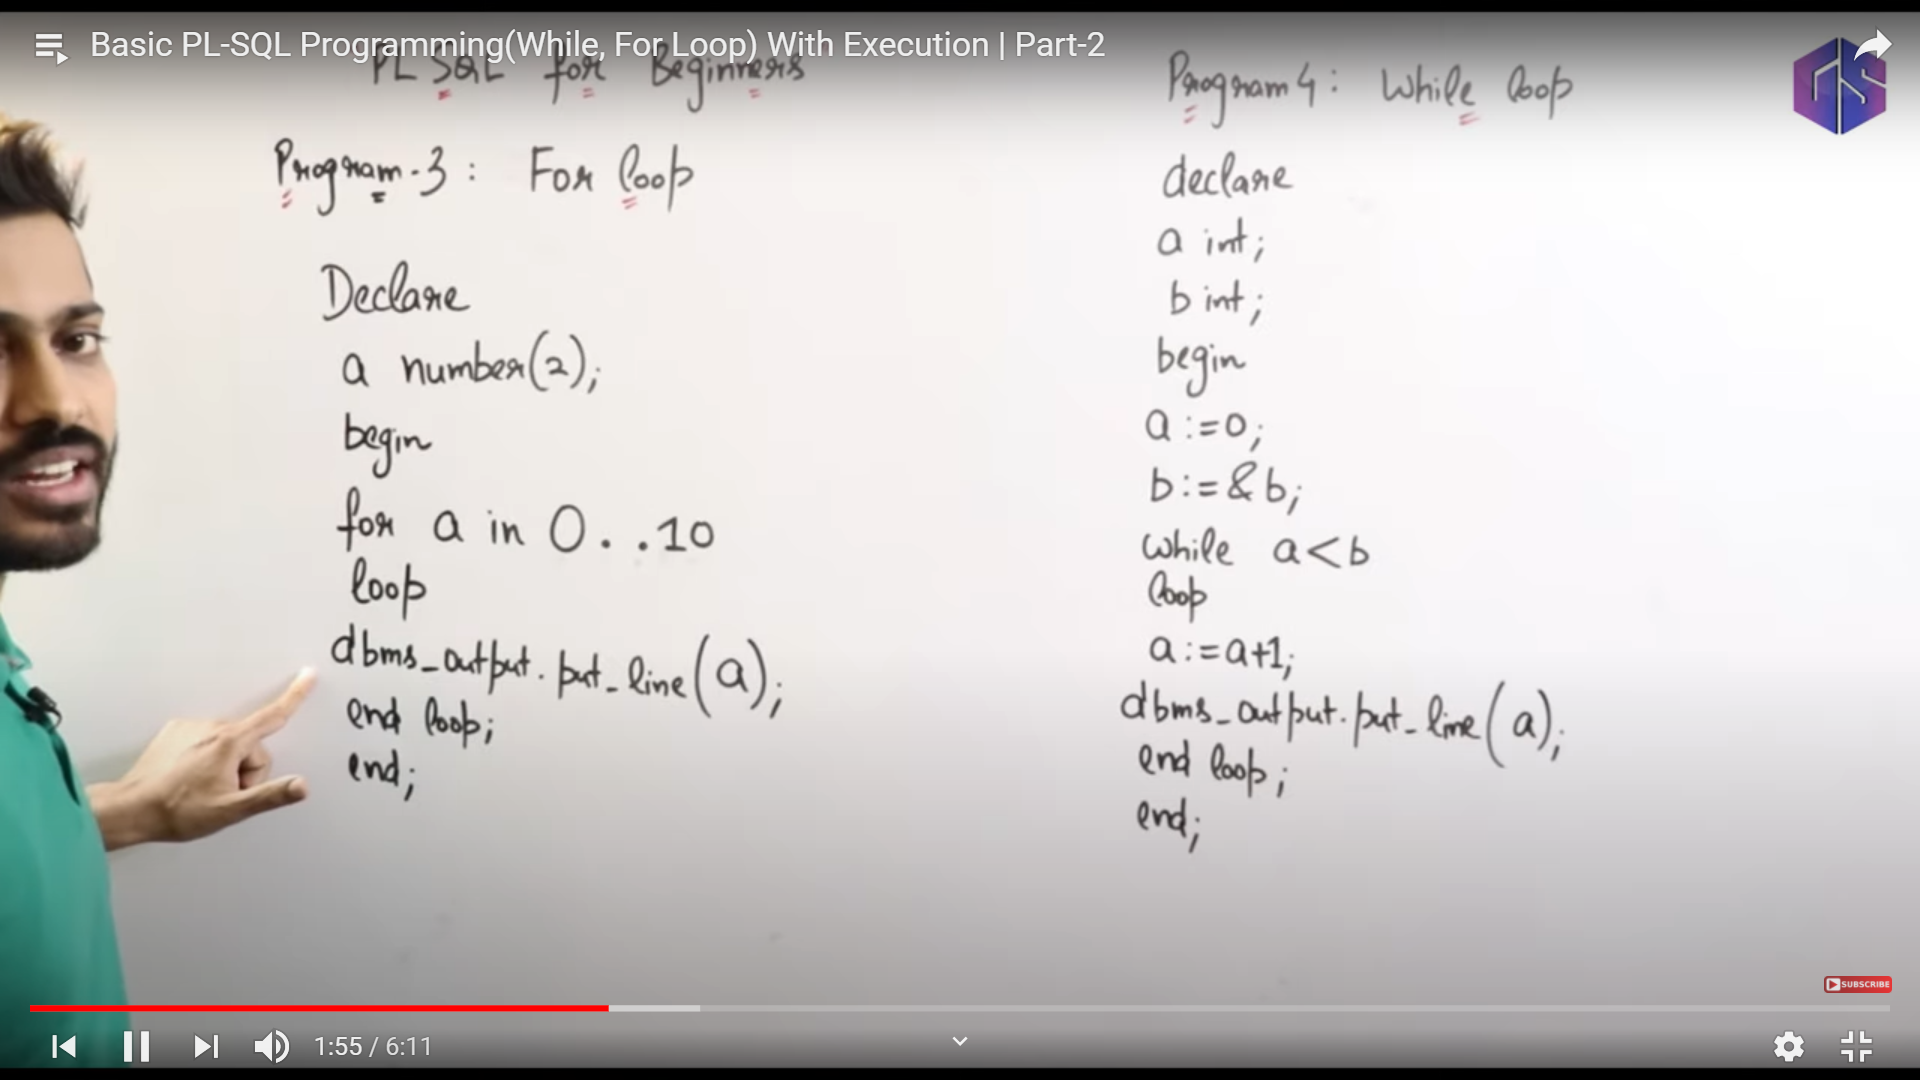 Basic PL-SQL Programming(While, For Loop) With Execution | Part-2
PL SQL for Beginners
Program-3 : For loop
Declare
a number(2);
begin
for a in 0...10
loop
dbms_output.put_line(a);
end loop;
end;
Program 4 : While loop
declare
a int;
b int;
begin
a :=0;
b :=&b;
while a<b
loop
a :=a+1;
dbms_output.put_line(a);
end loop;
end;
SUBSCRIBE
1:55 / 6:11